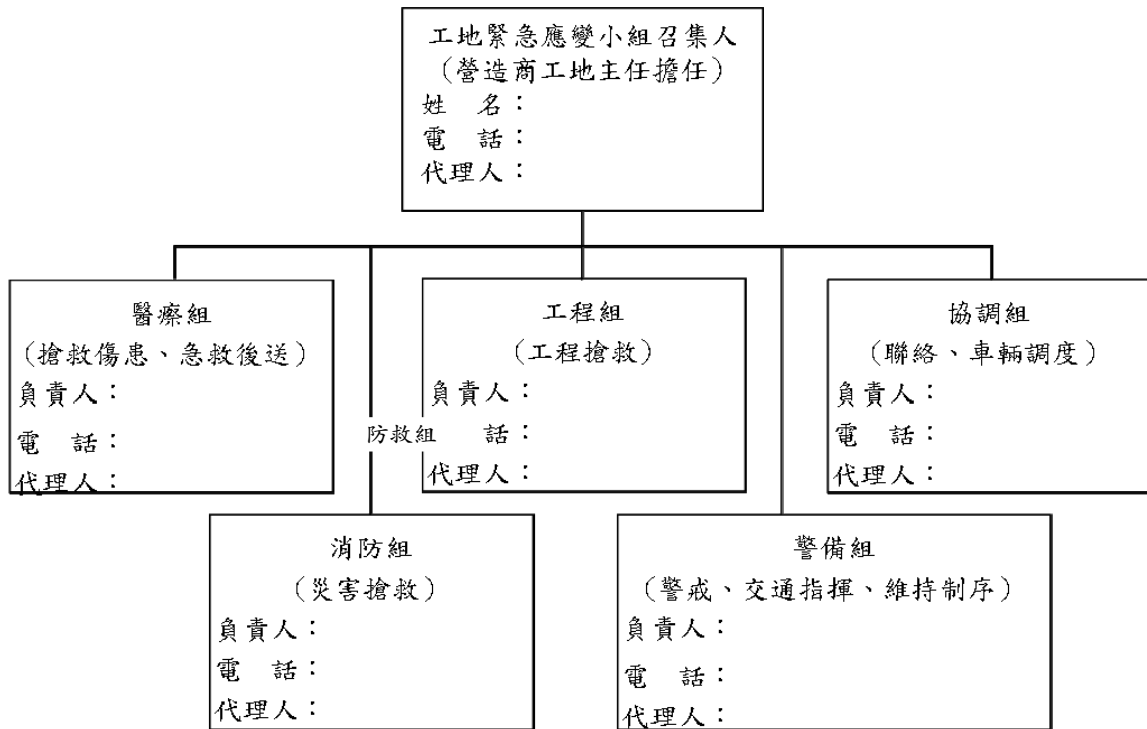 工地緊急應變小組召集人
(營造商工地主任擔任)
姓 名：
電 話：
代理人：
醫療組
(搶救傷患、急救後送)
負責人：
電 話：
代理人：
工程組
(工程搶救)
負責人：
話：
代理人：
協調組
(聯絡、車輛調度)
負責人：
電 話：
代理人：
防救組
消防組
(災害搶救)
負責人：
電 話：
代理人：
警備組
(警戒、交通指揮、維持制序)
負責人：
電 話：
代理人：